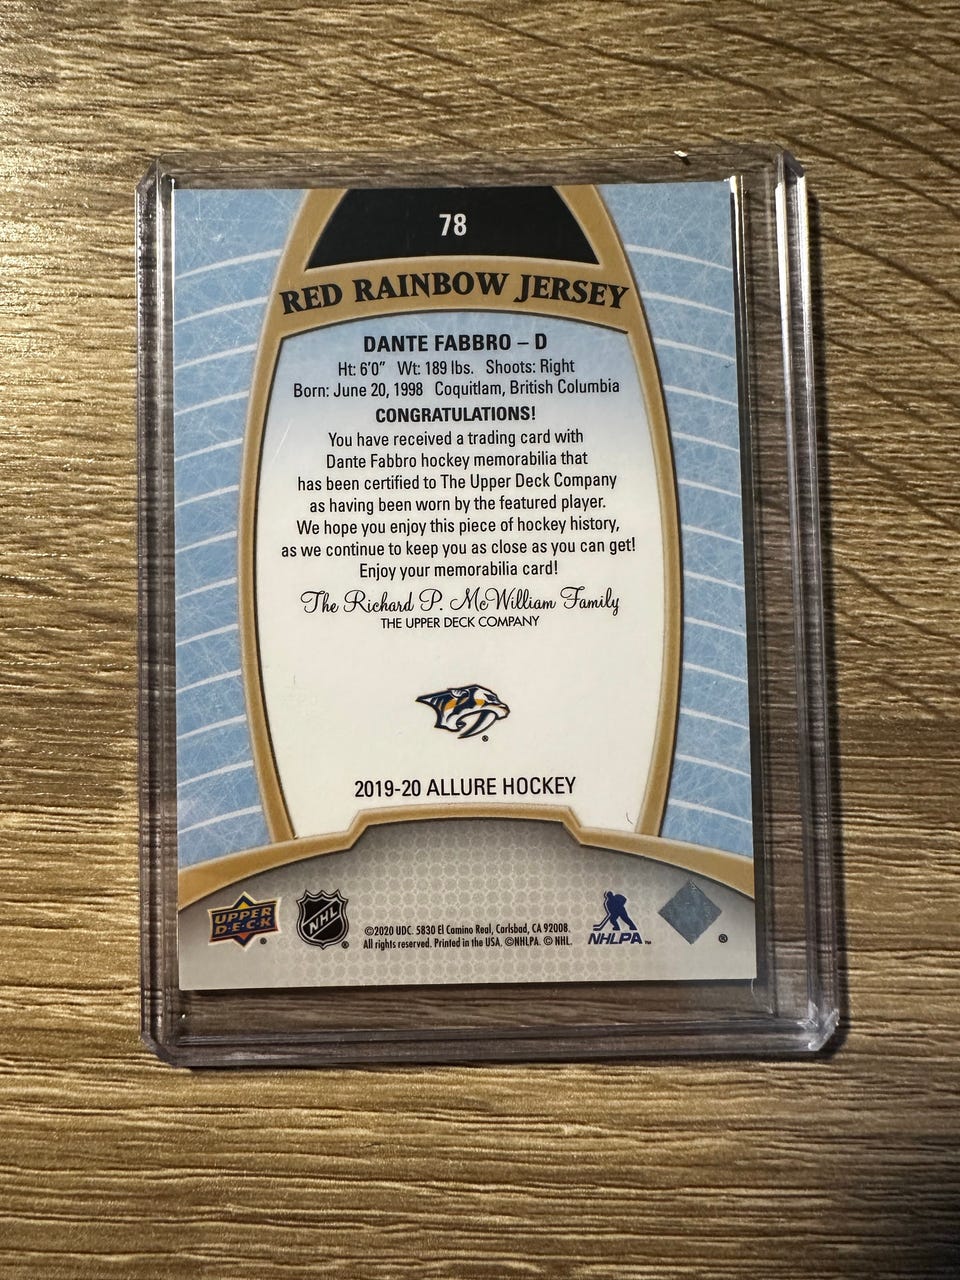 78
RED RAINBOW JERSEY
DANTE FABBRO – D
Ht: 6'0" Wt: 189 lbs. Shoots: Right
Born: June 20, 1998 Coquitlam, British Columbia
CONGRATULATIONS!
You have received a trading card with
Dante Fabbro hockey memorabilia that
has been certified to The Upper Deck Company
as having been worn by the featured player.
We hope you enjoy this piece of hockey history,
as we continue to keep you as close as you can get!
Enjoy your memorabilia card!
The Richard P. McWilliam Family
THE UPPER DECK COMPANY
®
2019-20 ALLURE HOCKEY
UPPER
D·E·C·K ®
NHL ®
©2020 UDC. 5830 El Camino Real, Carlsbad, CA 92008.
All rights reserved. Printed in the USA. ©NHLPA. © NHL.
NHLPA ™
®